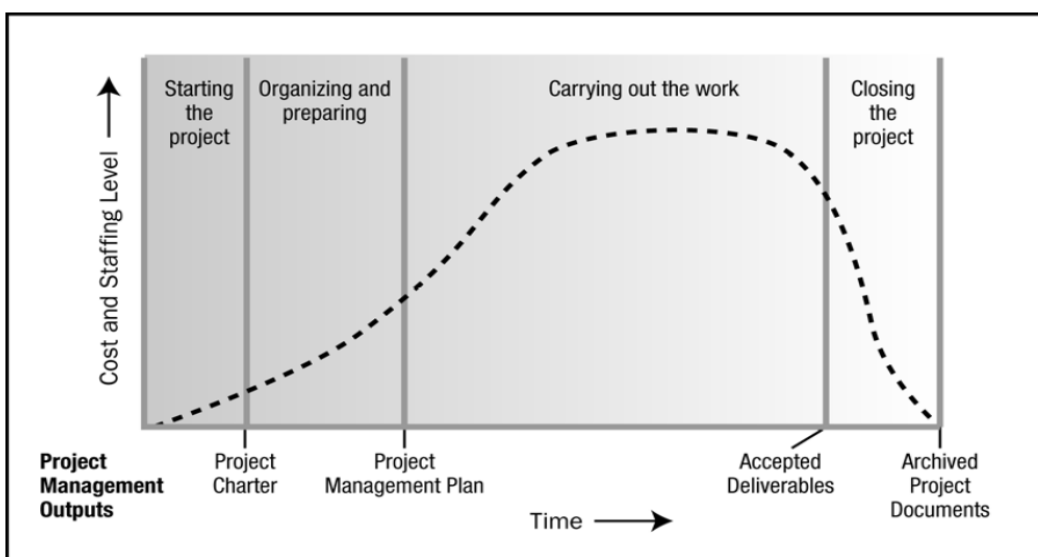 Starting
the
project
Organizing and
preparing
Carrying out the work
Closing
the
project
Cost and Staffing Level
Project
Management
Outputs
Project
Charter
Project
Management Plan
Accepted
Deliverables
Archived
Project
Documents
Time